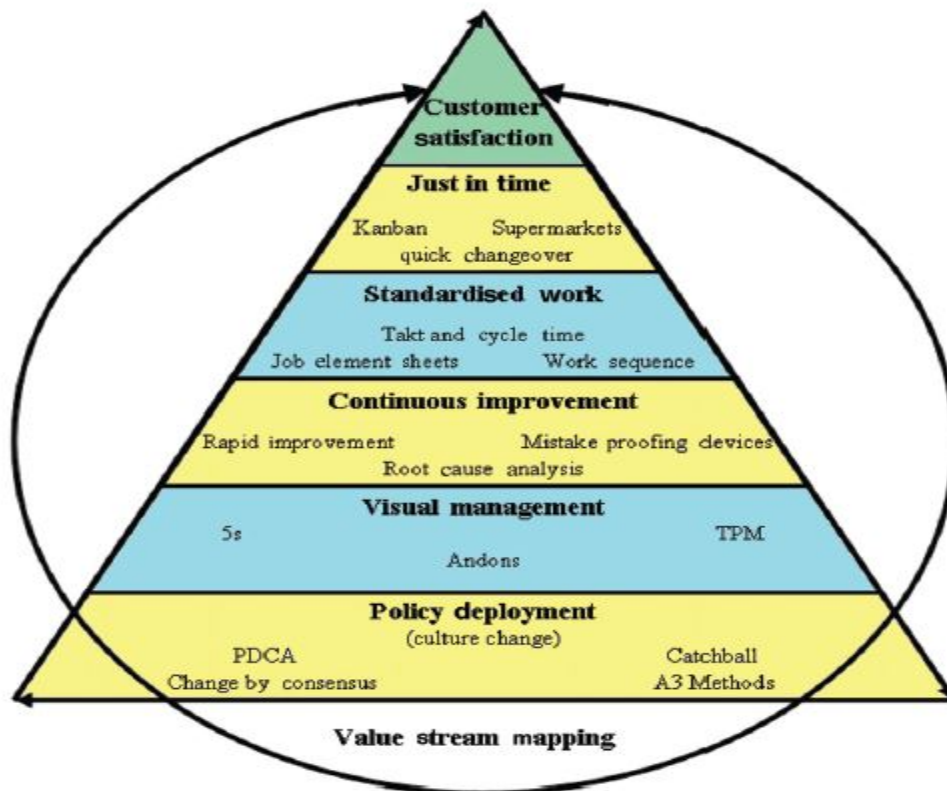 Customer
satisfaction
Just in time
Kanban Supermarkets
quick changeover
Standardised work
Takt and cycle time
Job element sheets Work sequence
Continuous improvement
Rapid improvement Mistake proofing devices
Root cause analysis
Visual management
5s TPM
Andons
Policy deployment
(culture change)
PDCA Catchball
Change by consensus A3 Methods
Value stream mapping